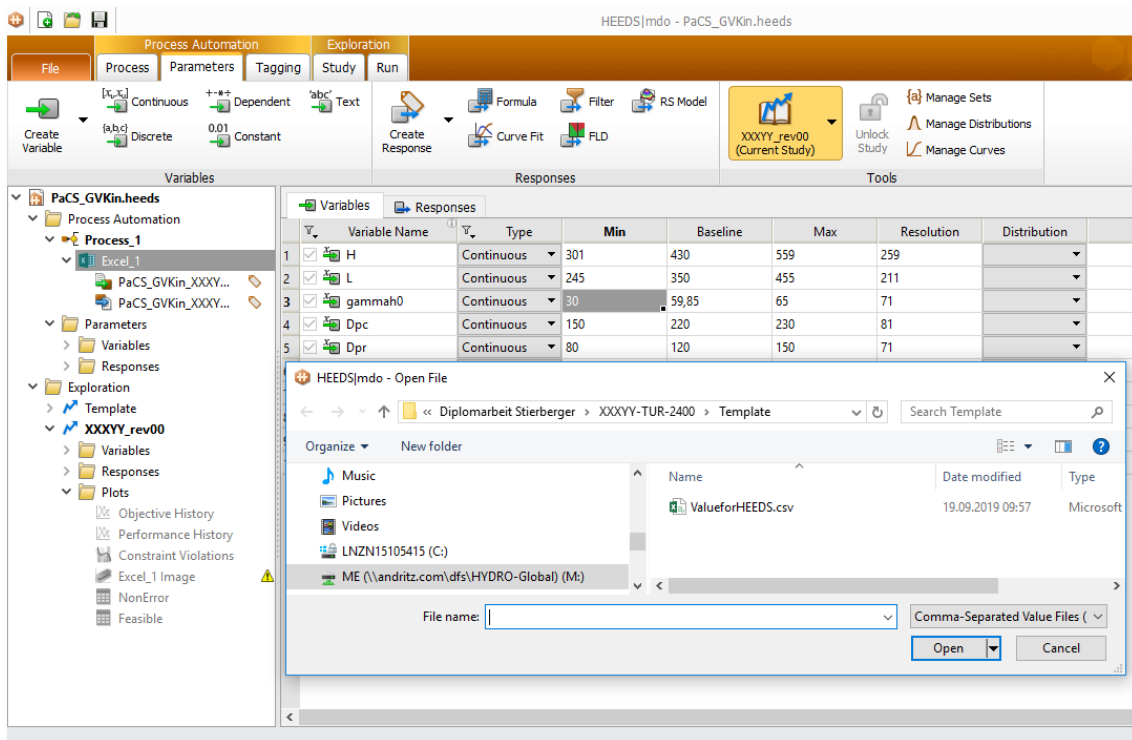 HEEDS|mdo - PaCS_GVKin.heeds
Process Automation
Exploration
File
Process
Parameters
Tagging
Study
Run
Create Variable
Continuous
Dependent
'abc' Text
{a,b,c} Discrete
0.01 Constant
Variables
Create Response
Formula
Filter
RS Model
Curve Fit
FLD
Responses
XXXYY_rev00 (Current Study)
Unlock Study
{a} Manage Sets
Manage Distributions
Manage Curves
Tools
PaCS_GVKin.heeds
Process Automation
Process_1
Excel_1
PaCS_GVKin_XXXY...
PaCS_GVKin_XXXY...
Parameters
Variables
Responses
Exploration
Template
XXXYY_rev00
Variables
Responses
Plots
Objective History
Performance History
Constraint Violations
Excel_1 Image
NonError
Feasible
Variables
Responses
Variable Name Type Min Baseline Max Resolution Distribution
1 H Continuous 301 430 559 259
2 L Continuous 245 350 455 211
3 gammah0 Continuous 30 59,85 65 71
4 Dpc Continuous 150 220 230 81
5 Dpr Continuous 80 120 150 71
HEEDS|mdo - Open File
« Diplomarbeit Stierberger › XXXYY-TUR-2400 › Template
Search Template
Organize
New folder
Music
Pictures
Videos
LNZN15105415 (C:)
ME (\\andritz.com\dfs\HYDRO-Global) (M:)
Name Date modified Type
ValueforHEEDS.csv 19.09.2019 09:57 Microsoft
File name:
Comma-Separated Value Files (
Open
Cancel